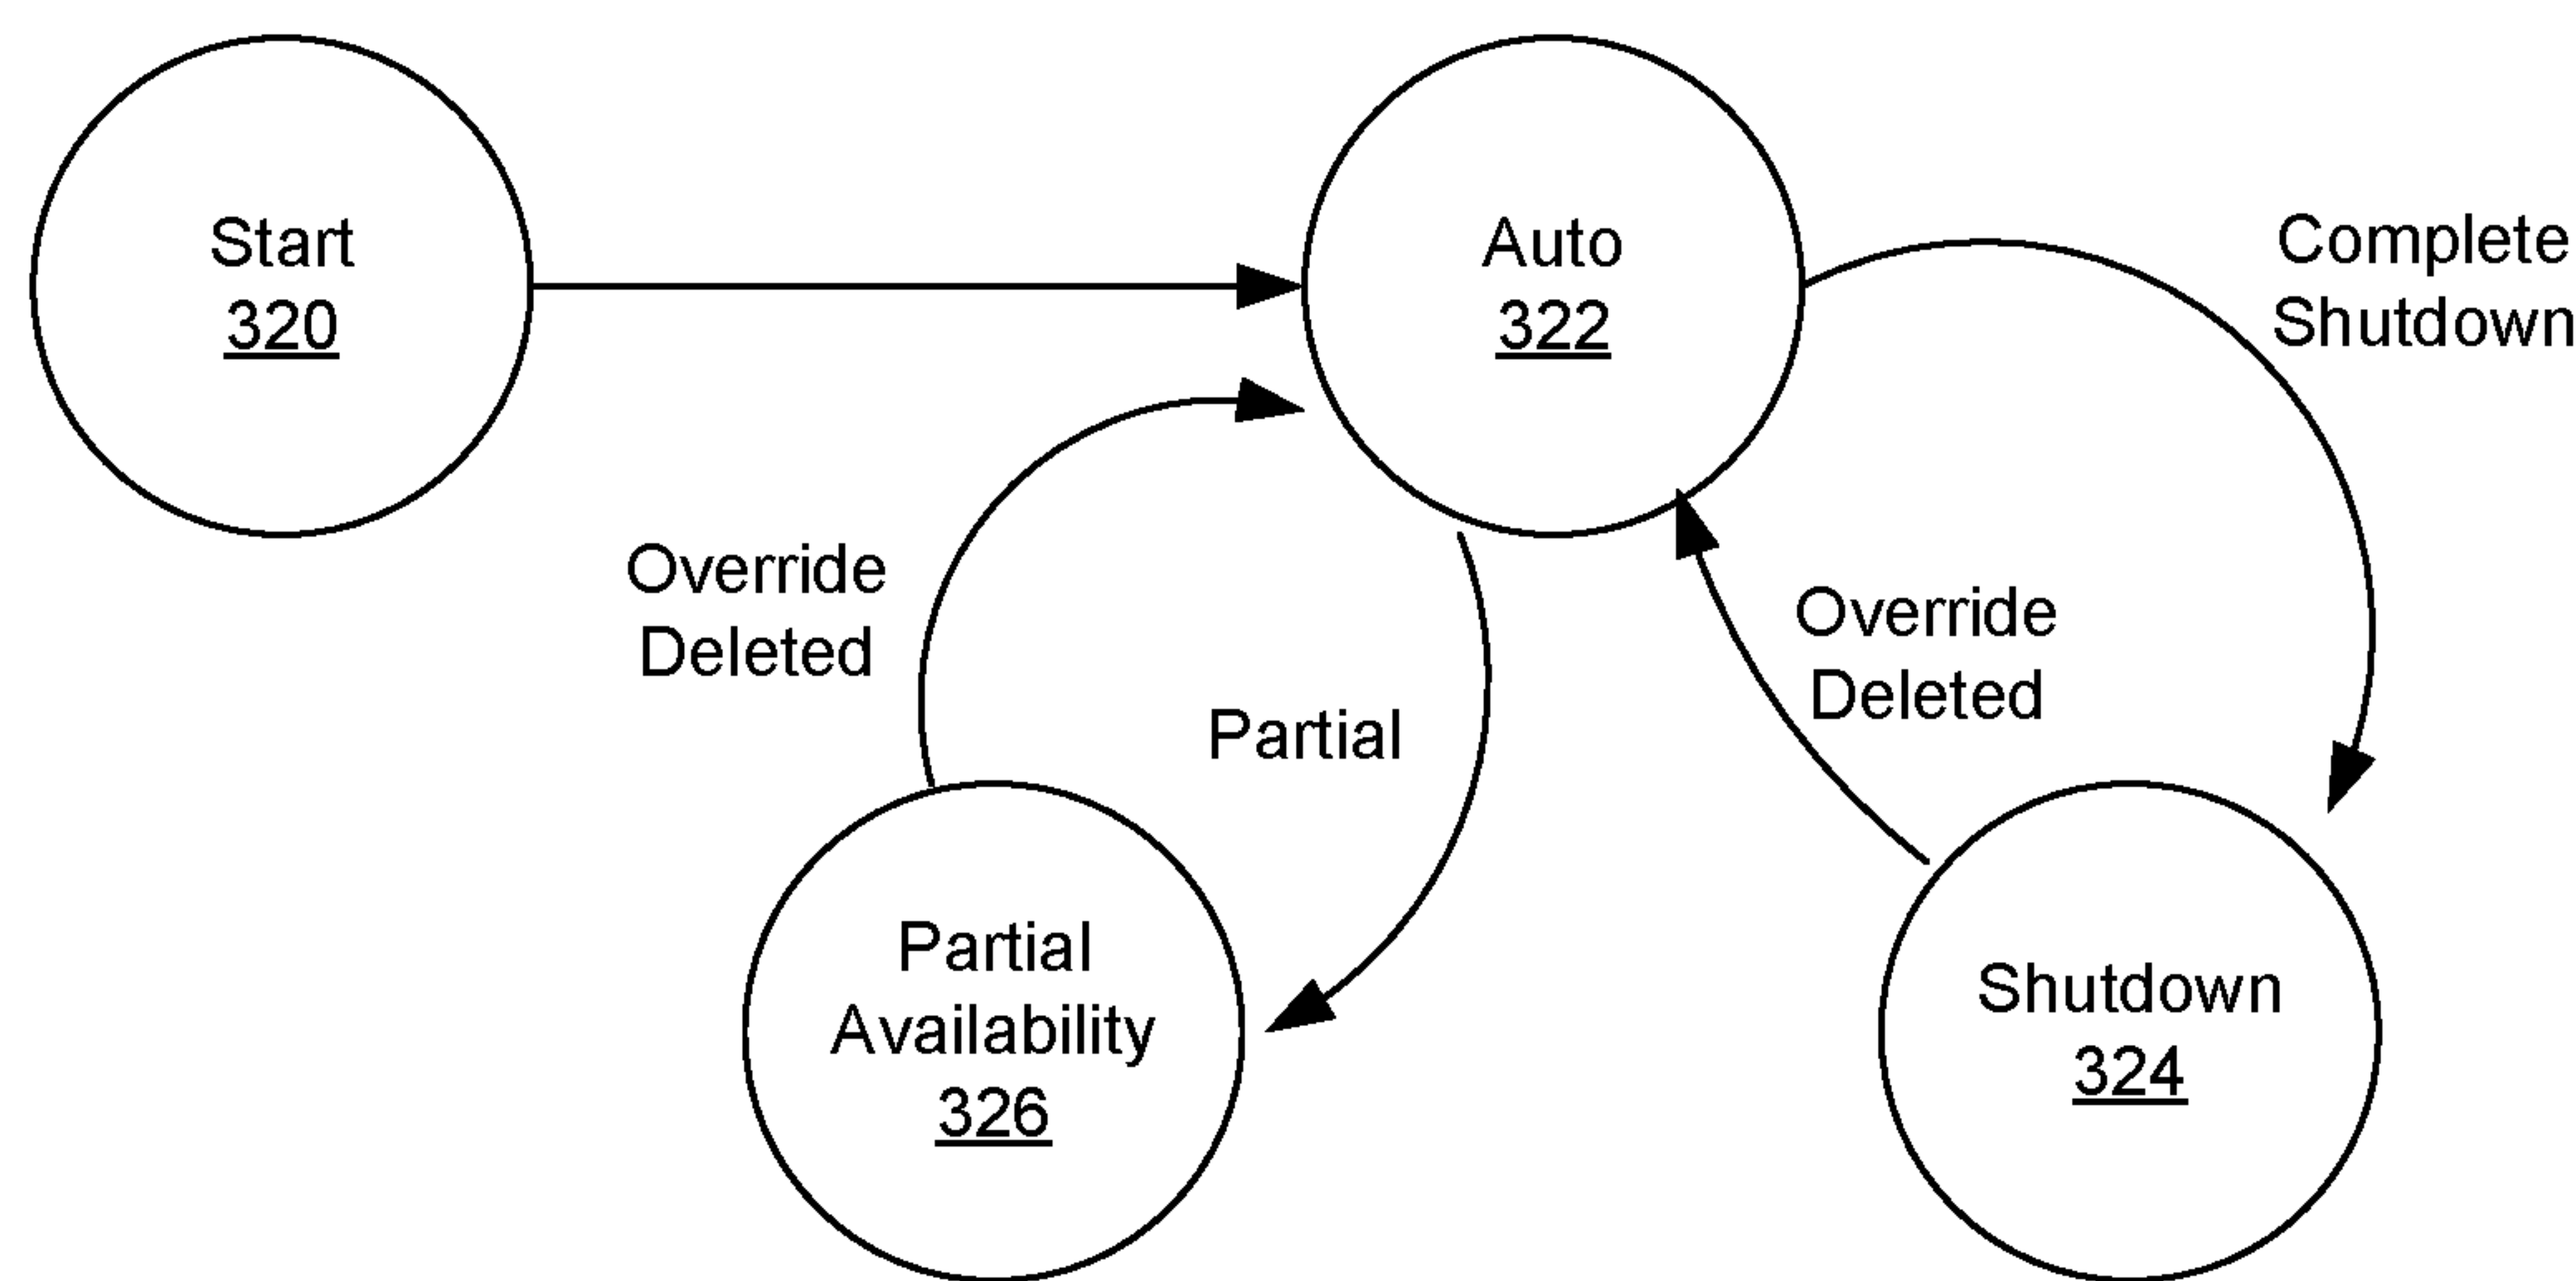 Start
320
Auto
322
Complete
Shutdown
Override
Deleted
Partial
Override
Deleted
Partial
Availability
326
Shutdown
324